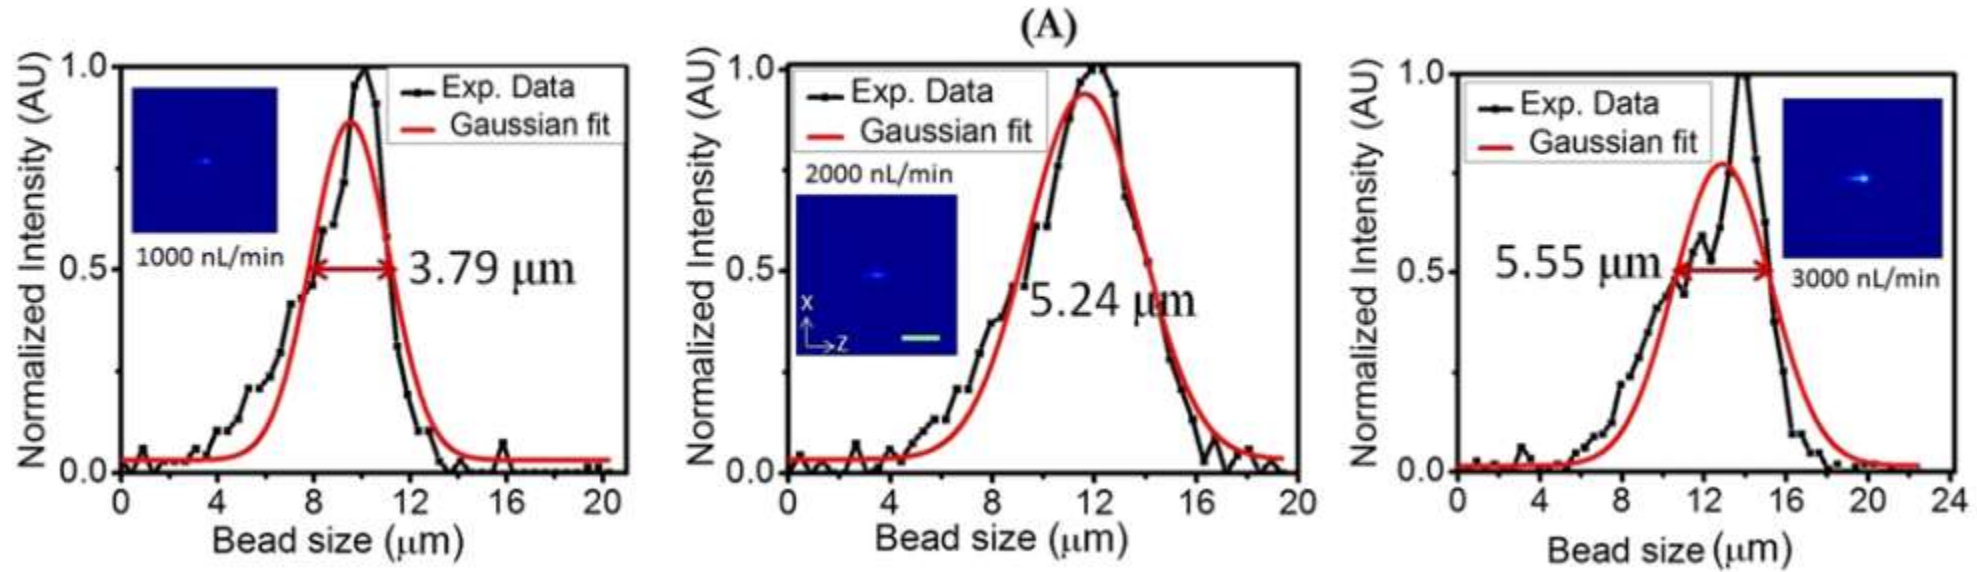 (A)
Normalized Intensity (AU)
1.0
0.5
0.0
Exp. Data
Gaussian fit
1000 nL/min
3.79 μm
0 4 8 12 16 20
Bead size (μm)
Normalized Intensity (AU)
1.0
0.5
0.0
Exp. Data
Gaussian fit
2000 nL/min
X
Z
5.24 μm
0 4 8 12 16 20
Bead size (μm)
Normalized Intensity (AU)
1.0
0.5
0.0
Exp. Data
Gaussian fit
5.55 μm
3000 nL/min
0 4 8 12 16 20 24
Bead size (μm)